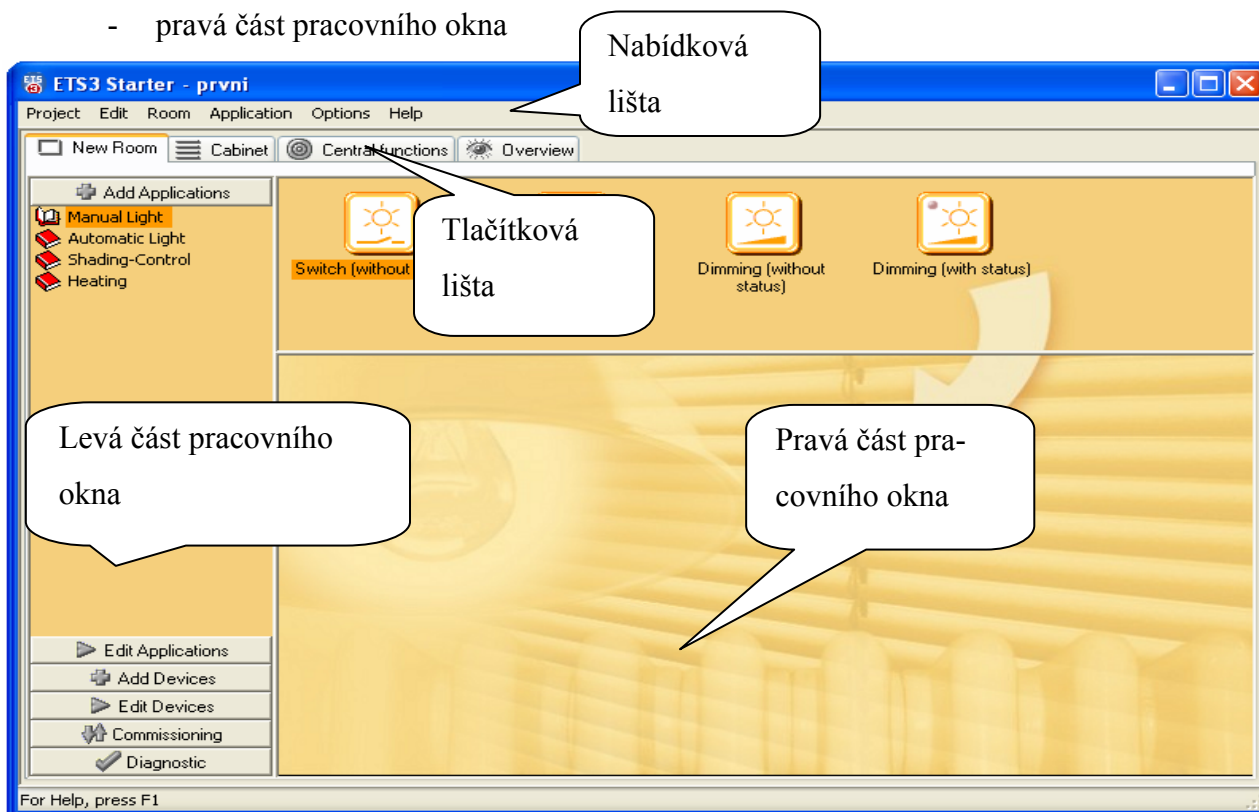 - pravá část pracovního okna
Nabídková
lišta
ETS3 Starter - prvni
Project Edit Room Application Options Help
New Room Cabinet Central functions Overview
Add Applications
Manual Light
Automatic Light
Shading-Control
Heating
Tlačítková
lišta
Switch (without
Dimming (without
status)
Dimming (with status)
Levá část pracovního
okna
Pravá část pra-
covního okna
Edit Applications
Add Devices
Edit Devices
Commissioning
Diagnostic
For Help, press F1